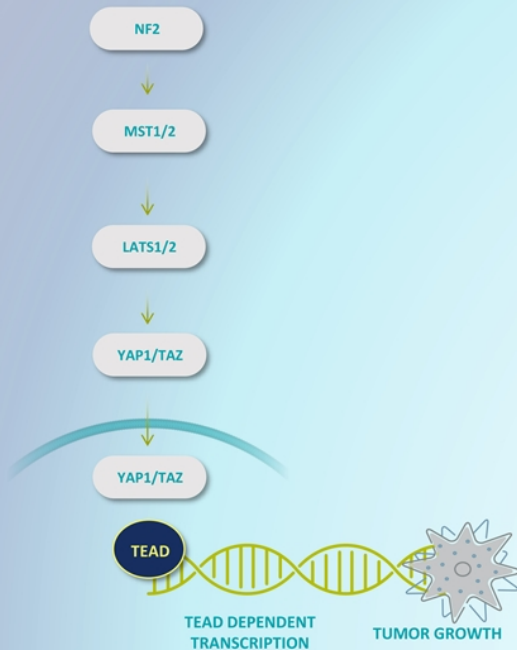 NF2
MST1/2
LATS1/2
YAP1/TAZ
YAP1/TAZ
TEAD
TEAD DEPENDENT
TRANSCRIPTION
TUMOR GROWTH